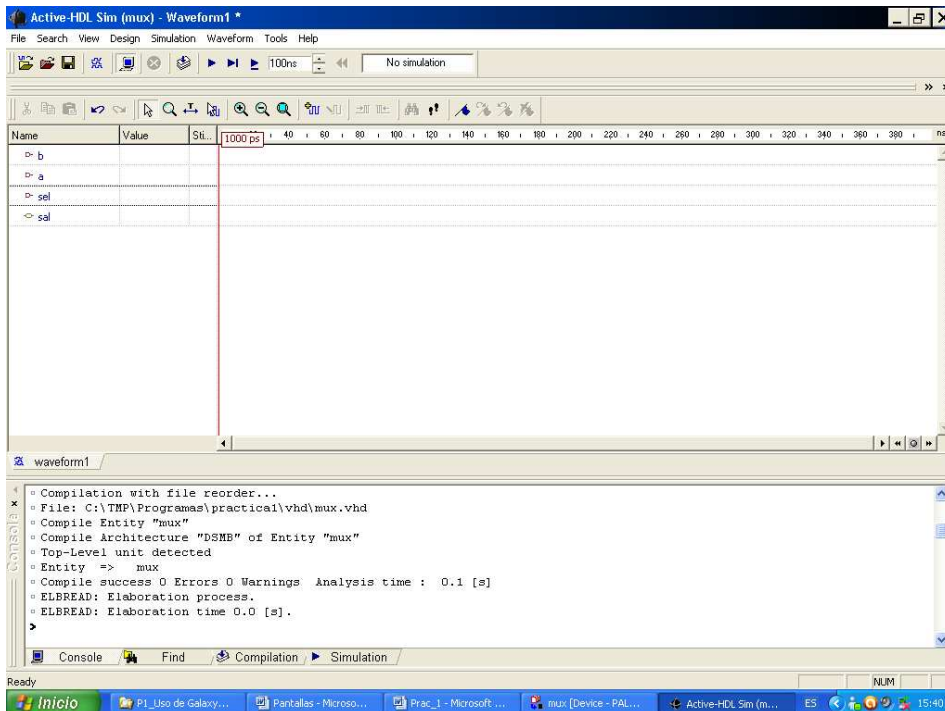 Active-HDL Sim (mux) - Waveform1 *
File Search View Design Simulation Waveform Tools Help
100ns No simulation
Name Value Sti... 1000 ps 40 60 80 100 120 140 160 180 200 220 240 260 280 300 320 340 360 380 ns
b
a
sel
sal
waveform1
Compilation with file reorder...
File: C:\TMP\Programas\practica1\vhd\mux.vhd
Compile Entity "mux"
Compile Architecture "DSMB" of Entity "mux"
Top-Level unit detected
Entity => mux
Compile success 0 Errors 0 Warnings Analysis time : 0.1 [s]
ELBREAD: Elaboration process.
ELBREAD: Elaboration time 0.0 [s].
>
Consola
Console Find Compilation Simulation
Ready NUM
Inicio P1_Uso de Galaxy... Pantallas - Microso... Prac_1 - Microsoft ... mux [Device - PAL... Active-HDL Sim (m... ES 15:40